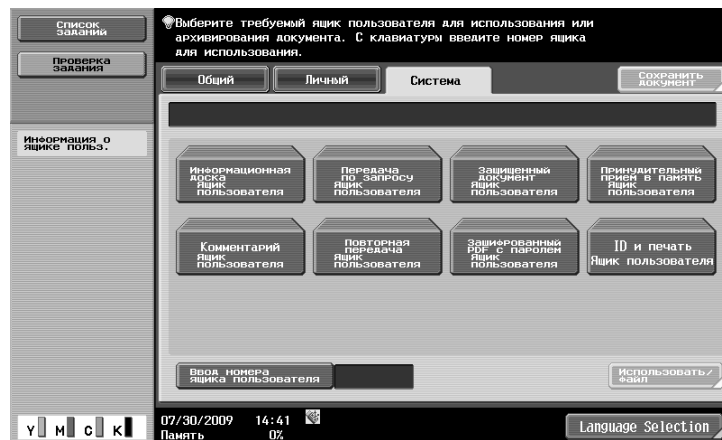 Список
заданий
Проверка
задания
Информация о
ящике польз.
Выберите требуемый ящик пользователя для использования или
архивирования документа. С клавиатуры введите номер ящика
для использования.
Общий
Личный
Система
Сохранить
документ
Информационная
доска
Ящик
пользователя
Передача
по запросу
Ящик
пользователя
Защищенный
документ
Ящик
пользователя
Принудительный
прием в память
Ящик
пользователя
Комментарий
Ящик
пользователя
Повторная
передача
Ящик
пользователя
Зашифрованный
PDF с паролем
Ящик
пользователя
ID и печать
Ящик пользователя
Ввод номера
ящика пользователя
Использовать/
файл
Y M C K
07/30/2009 14:41
Память 0%
Language Selection